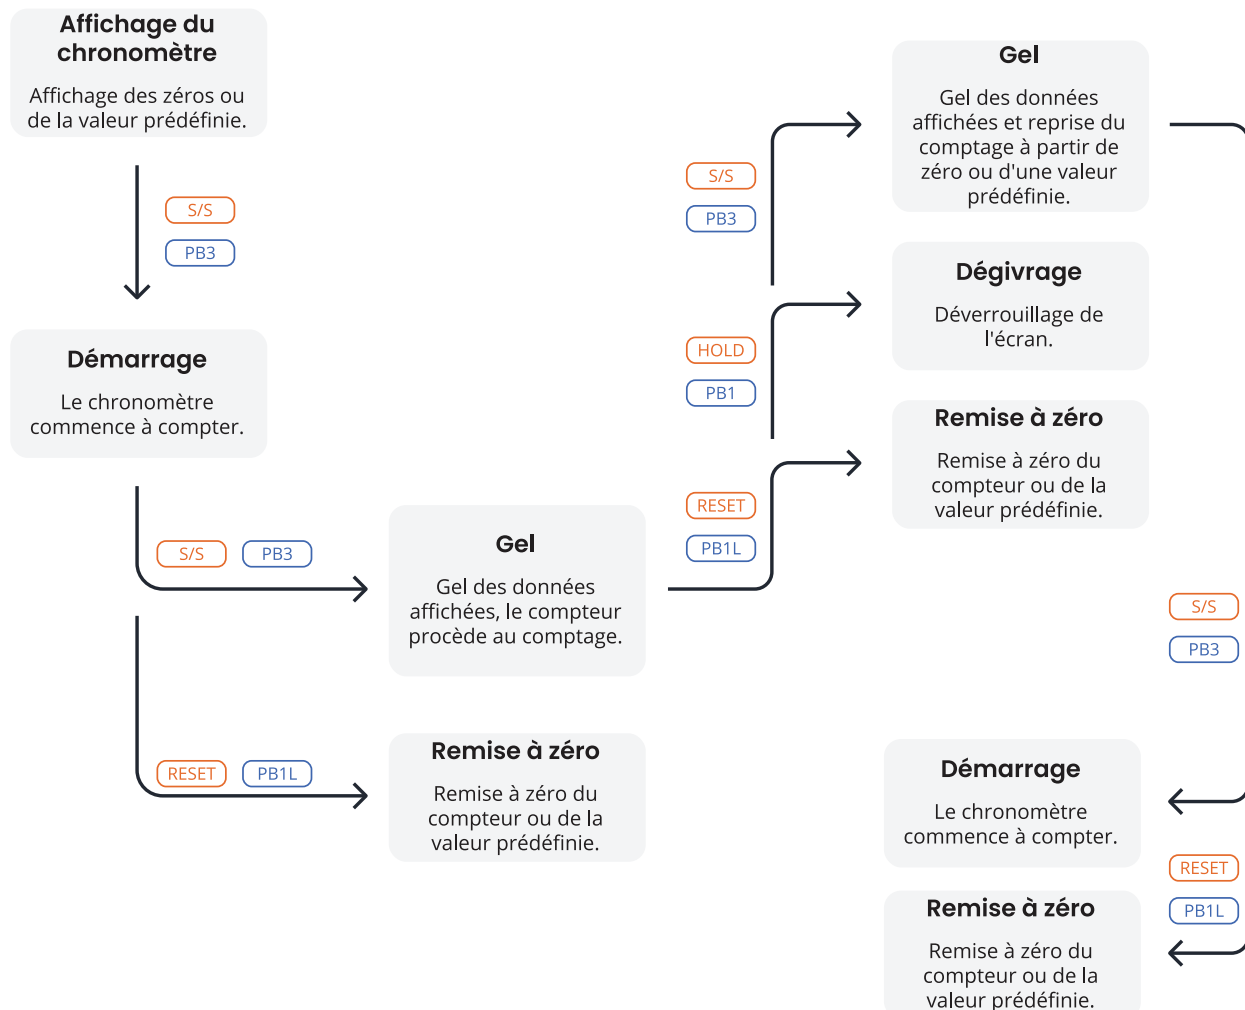 Affichage du
chronomètre
Affichage des zéros ou
de la valeur prédéfinie.
S/S
PB3
Démarrage
Le chronomètre
commence à compter.
S/S PB3
Gel
Gel des données
affichées, le compteur
procède au comptage.
RESET PB1L
Remise à zéro
Remise à zéro du
compteur ou de la
valeur prédéfinie.
S/S
PB3
Gel
Gel des données
affichées et reprise du
comptage à partir de
zéro ou d'une valeur
prédéfinie.
HOLD
PB1
Dégivrage
Déverrouillage de
l'écran.
RESET
PB1L
Remise à zéro
Remise à zéro du
compteur ou de la
valeur prédéfinie.
S/S
PB3
Démarrage
Le chronomètre
commence à compter.
RESET
PB1L
Remise à zéro
Remise à zéro du
compteur ou de la
valeur prédéfinie.